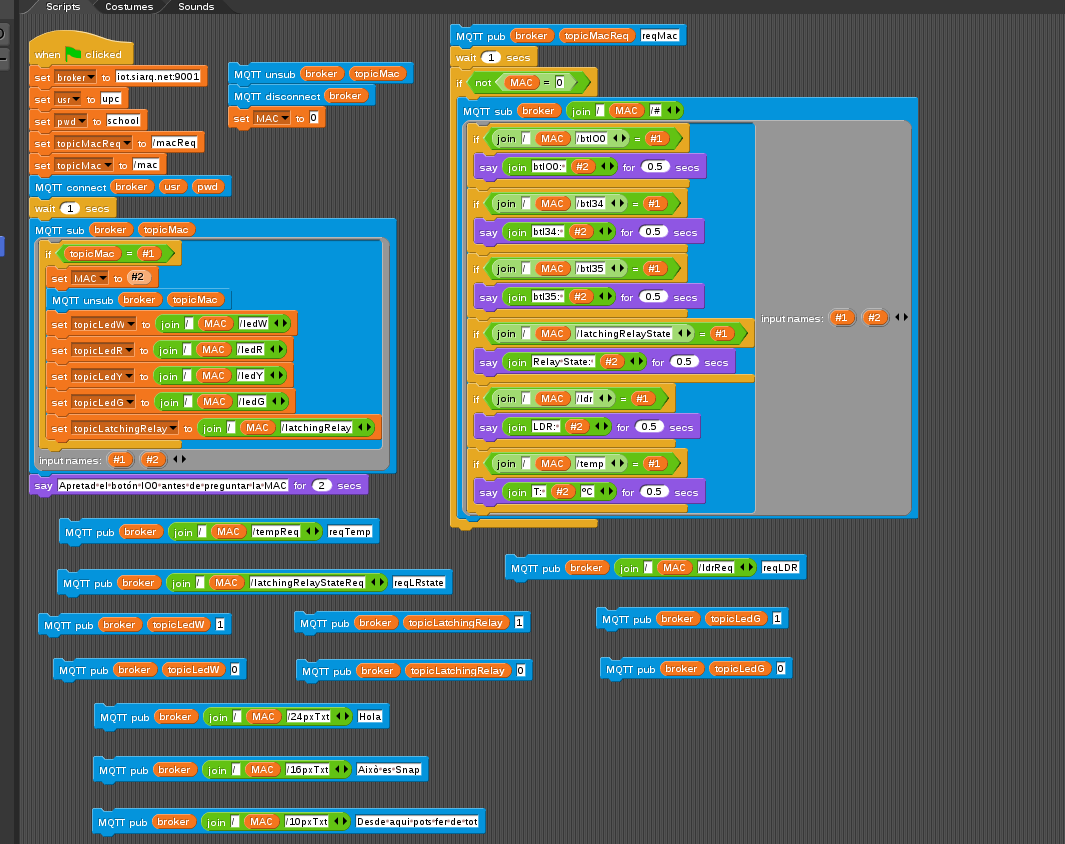 Scripts Costumes Sounds
when clicked
set broker to iot.siarq.net:9001
set usr to upc
set pwd to school
set topicMacReq to /macReq
set topicMac to /mac
MQTT connect broker usr pwd
wait 1 secs
MQTT sub broker topicMac
if topicMac = #1
set MAC to #2
MQTT unsub broker topicMac
set topicLedW to join / MAC /ledW
set topicLedR to join / MAC /ledR
set topicLedY to join / MAC /ledY
set topicLedG to join / MAC /ledG
set topicLatchingRelay to join / MAC /latchingRelay
input names: #1 #2
say Apretad el botón IO0 antes de preguntar la MAC for 2 secs
MQTT unsub broker topicMac
MQTT disconnect broker
set MAC to 0
MQTT pub broker topicMacReq reqMac
wait 1 secs
if not MAC = 0
MQTT sub broker join / MAC /#
if join / MAC /btIO0 = #1
say join btIO0: #2 for 0.5 secs
if join / MAC /btI34 = #1
say join btI34: #2 for 0.5 secs
if join / MAC /btI35 = #1
say join btI35: #2 for 0.5 secs
if join / MAC /latchingRelayState = #1
say join Relay State: #2 for 0.5 secs
if join / MAC /ldr = #1
say join LDR: #2 for 0.5 secs
if join / MAC /temp = #1
say join T: #2 ºC for 0.5 secs
input names: #1 #2
MQTT pub broker join / MAC /tempReq reqTemp
MQTT pub broker join / MAC /latchingRelayStateReq reqLRstate
MQTT pub broker join / MAC /ldrReq reqLDR
MQTT pub broker topicLedW 1
MQTT pub broker topicLatchingRelay 1
MQTT pub broker topicLedG 1
MQTT pub broker topicLedW 0
MQTT pub broker topicLatchingRelay 0
MQTT pub broker topicLedG 0
MQTT pub broker join / MAC /24pxTxt Hola
MQTT pub broker join / MAC /16pxTxt Això es Snap
MQTT pub broker join / MAC /10pxTxt Desde aqui pots fer de tot